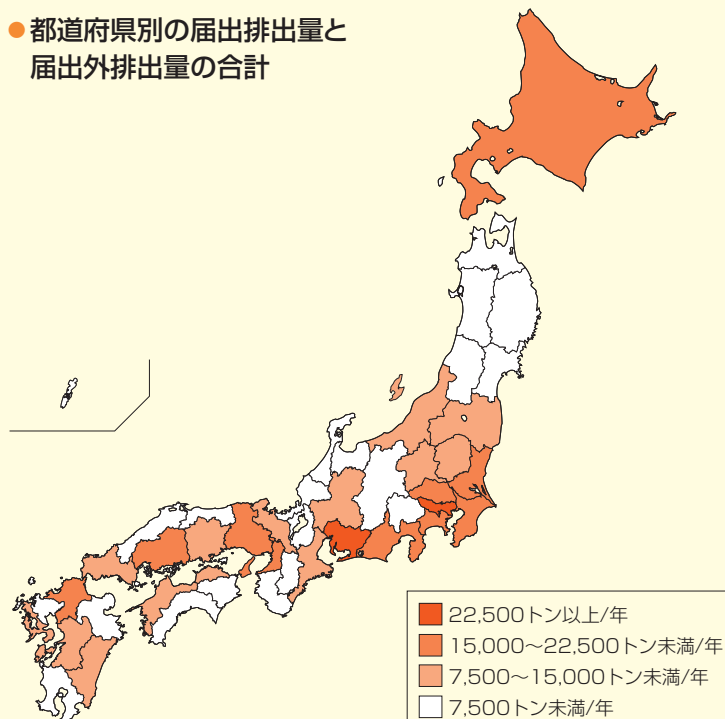 ●都道府県別の届出排出量と
届出外排出量の合計
22,500トン以上/年
15,000〜22,500トン未満/年
7,500〜15,000トン未満/年
7,500トン未満/年